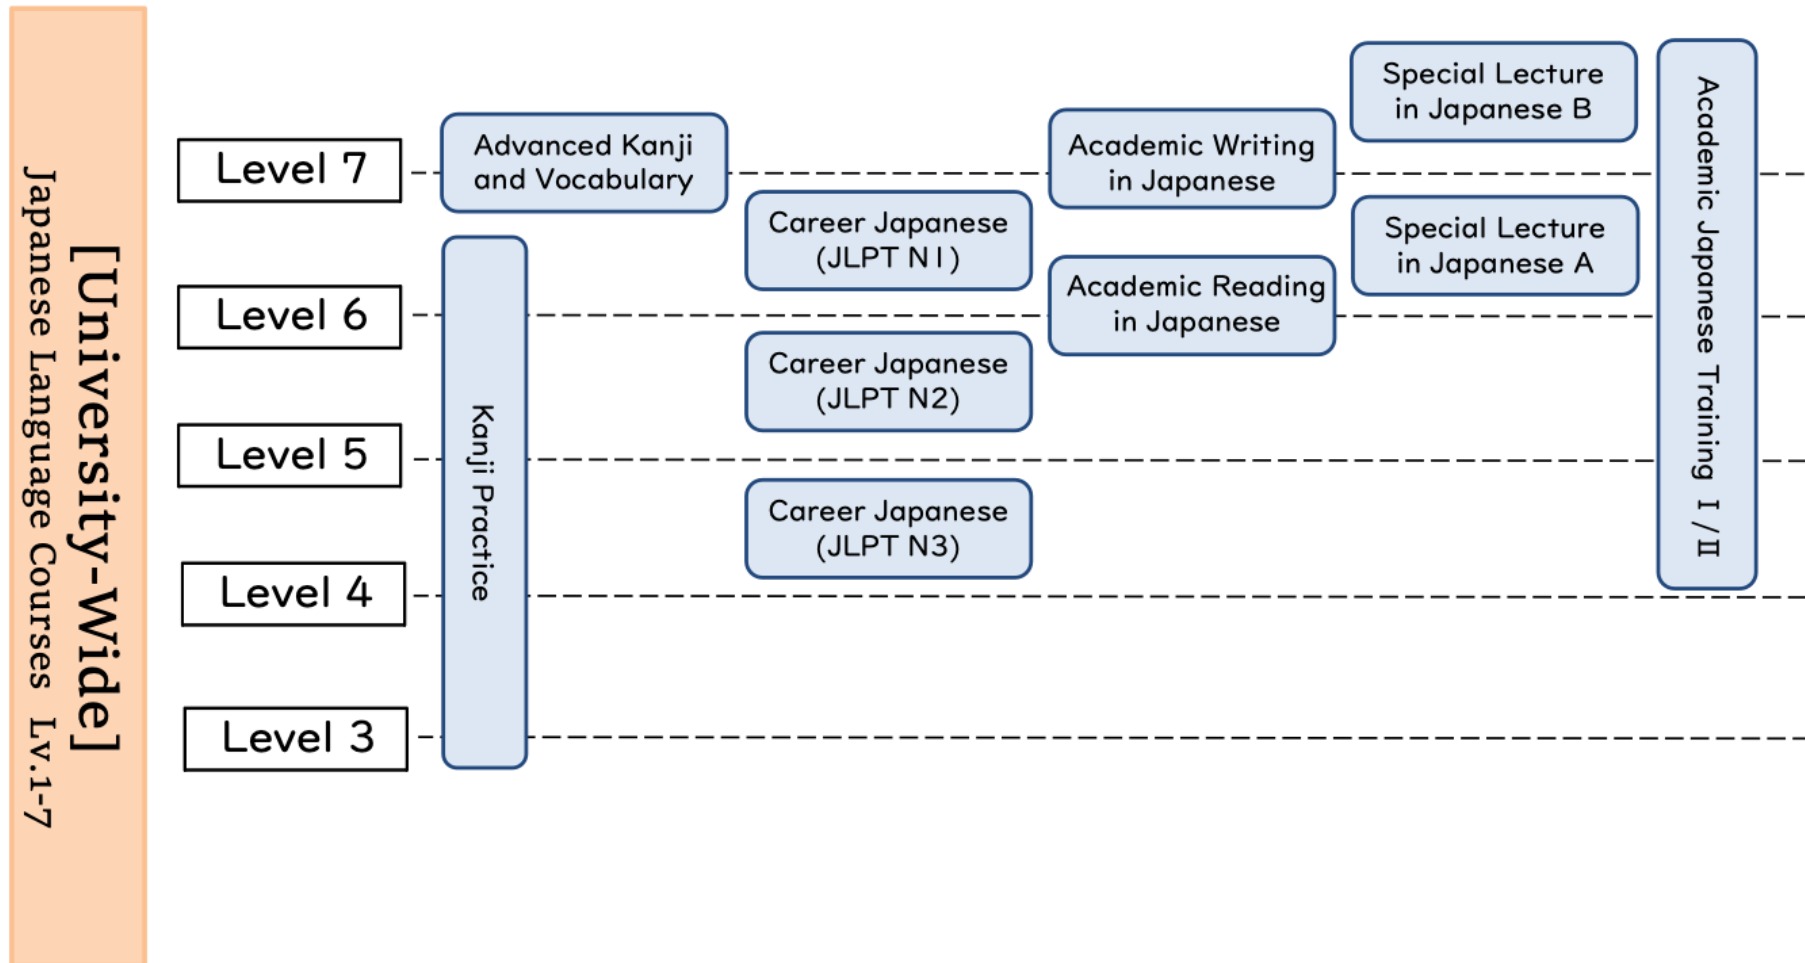 [University-Wide]
Japanese Language Courses Lv.1-7
Level 7
Level 6
Level 5
Level 4
Level 3
Advanced Kanji
and Vocabulary
Kanji Practice
Career Japanese
(JLPT N1)
Career Japanese
(JLPT N2)
Career Japanese
(JLPT N3)
Academic Writing
in Japanese
Academic Reading
in Japanese
Special Lecture
in Japanese B
Special Lecture
in Japanese A
Academic Japanese Training Ⅰ/Ⅱ